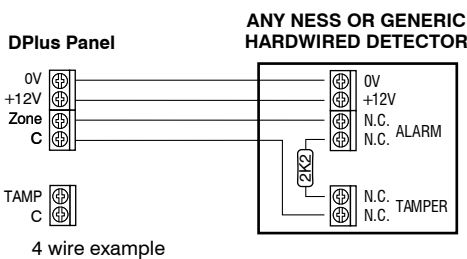 ANY NESS OR GENERIC
HARDWIRED DETECTOR
DPlus Panel
0V
+12V
Zone
C
TAMP
C
0V
+12V
N.C.
N.C.
ALARM
2K2
N.C.
N.C.
TAMPER
4 wire example